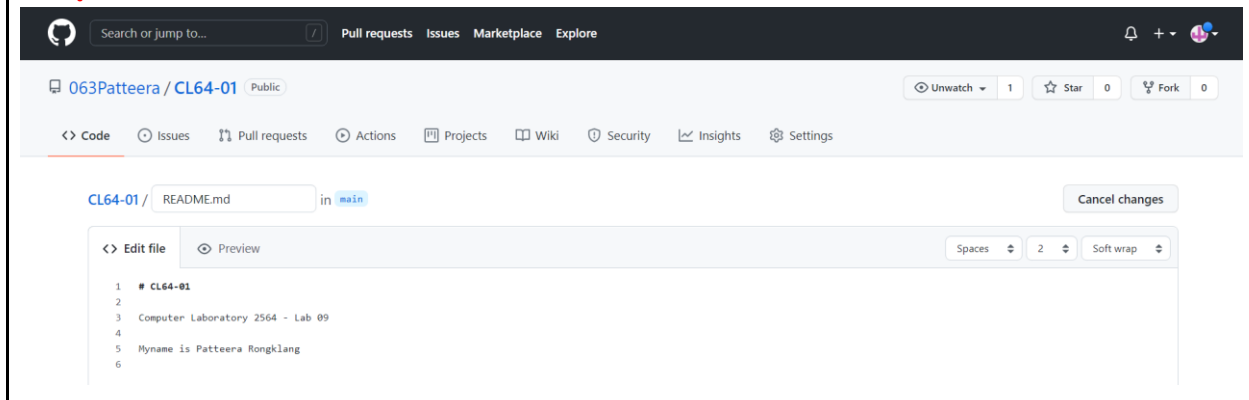 Search or jump to... / Pull requests Issues Marketplace Explore
063Patteera / CL64-01 Public Unwatch 1 Star 0 Fork 0
<> Code Issues Pull requests Actions Projects Wiki Security Insights Settings
CL64-01 / README.md in main Cancel changes
<> Edit file Preview Spaces 2 Soft wrap
1 # CL64-01
2
3 Computer Laboratory 2564 - Lab 09
4
5 Myname is Patteera Rongklang
6